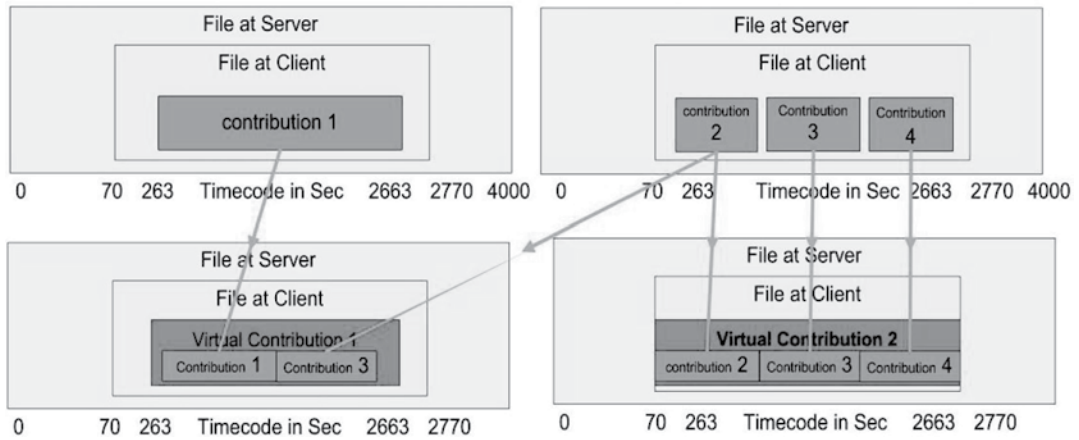 File at Server
File at Client
contribution 1
0 70 263 Timecode in Sec 2663 2770 4000
File at Server
File at Client
contribution 2
Contribution 3
Contribution 4
0 70 263 Timecode in Sec 2663 2770 4000
File at Server
File at Client
Virtual Contribution 1
Contribution 1
Contribution 3
0 70 263 Timecode in Sec 2663 2770
File at Server
File at Client
Virtual Contribution 2
contribution 2
Contribution 3
Contribution 4
0 70 263 Timecode in Sec 2663 2770